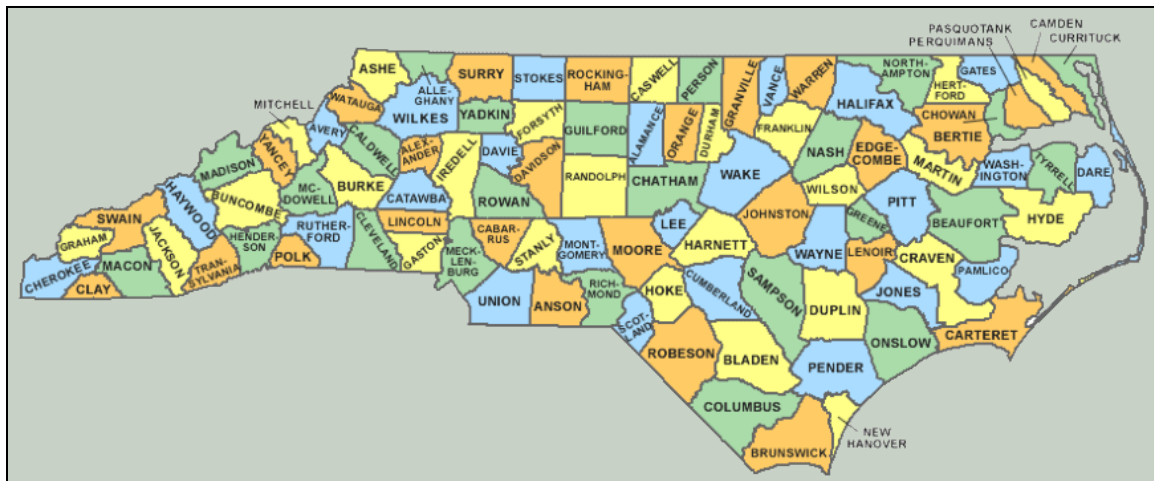 PASQUOTANK
PERQUIMANS
CAMDEN
CURRITUCK
ASHE
ALLE-
GHANY
SURRY
STOKES
ROCKING-
HAM
CASWELL
PERSON
GRANVILLE
VANCE
WARREN
NORTH-
AMPTON
HERT-
FORD
GATES
MITCHELL
WATAUGA
WILKES
YADKIN
FORSYTH
GUILFORD
ALAMANCE
ORANGE
DURHAM
FRANKLIN
HALIFAX
CHOWAN
BERTIE
AVERY
CALDWELL
ALEX-
ANDER
IREDELL
DAVIE
DAVIDSON
RANDOLPH
CHATHAM
WAKE
NASH
EDGE-
COMBE
MARTIN
WASH-
INGTON
TYRRELL
DARE
MADISON
YANCEY
MC-
DOWELL
BURKE
CATAWBA
ROWAN
WILSON
PITT
BEAUFORT
HYDE
SWAIN
HAYWOOD
BUNCOMBE
RUTHER-
FORD
CLEVELAND
LINCOLN
GASTON
MECK-
LEN-
BURG
CABAR-
RUS
STANLY
MONT-
GOMERY
MOORE
LEE
HARNETT
JOHNSTON
WAYNE
GREENE
LENOIR
CRAVEN
PAMLICO
GRAHAM
CHEROKEE
CLAY
MACON
JACKSON
TRAN-
SYLVANIA
HENDER-
SON
POLK
UNION
ANSON
RICH-
MOND
SCOT-
LAND
HOKE
CUMBERLAND
SAMPSON
DUPLIN
JONES
ONSLOW
CARTERET
ROBESON
BLADEN
PENDER
COLUMBUS
BRUNSWICK
NEW
HANOVER